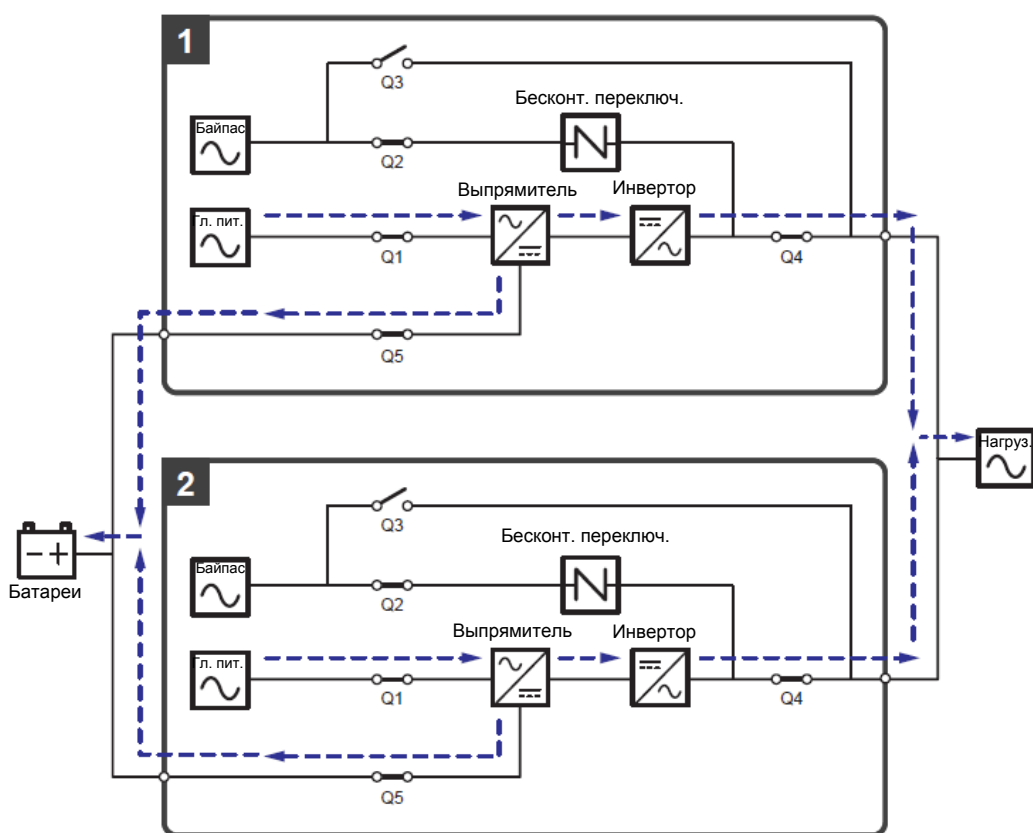 1
Q3
Бесконт. переключ.
Байпас
Q2
Выпрямитель
Инвертор
Гл. пит.
Q1
Q4
Q5
Нагруз.
2
Q3
Бесконт. переключ.
Байпас
Q2
Выпрямитель
Инвертор
Гл. пит.
Q1
Q4
Q5
Батареи